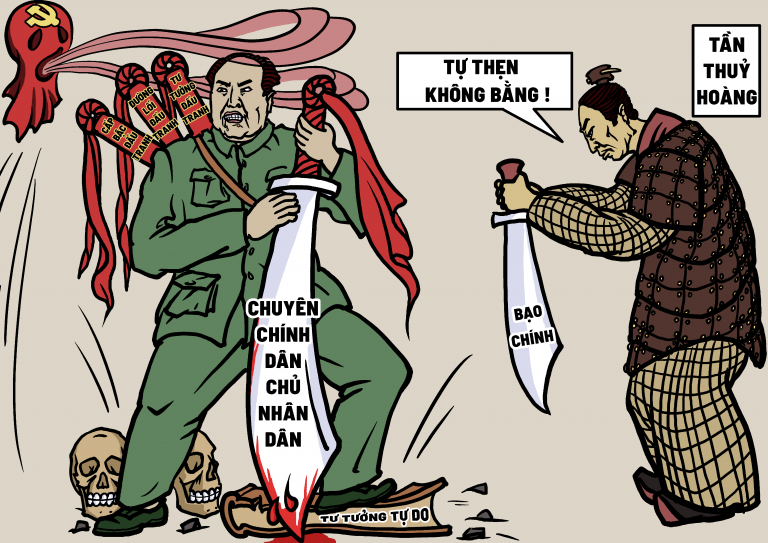 CẤP
BẬC
ĐẤU
TRANH
ĐƯỜNG
LỐI
ĐẤU
TRANH
TƯ
TƯỞNG
ĐẤU
TRANH
TỰ THẸN
KHÔNG BẰNG !
TẦN
THUỶ
HOÀNG
CHUYÊN
CHÍNH
DÂN
CHỦ
NHÂN
DÂN
BẠO
CHÍNH
TƯ TƯỞNG TỰ DO